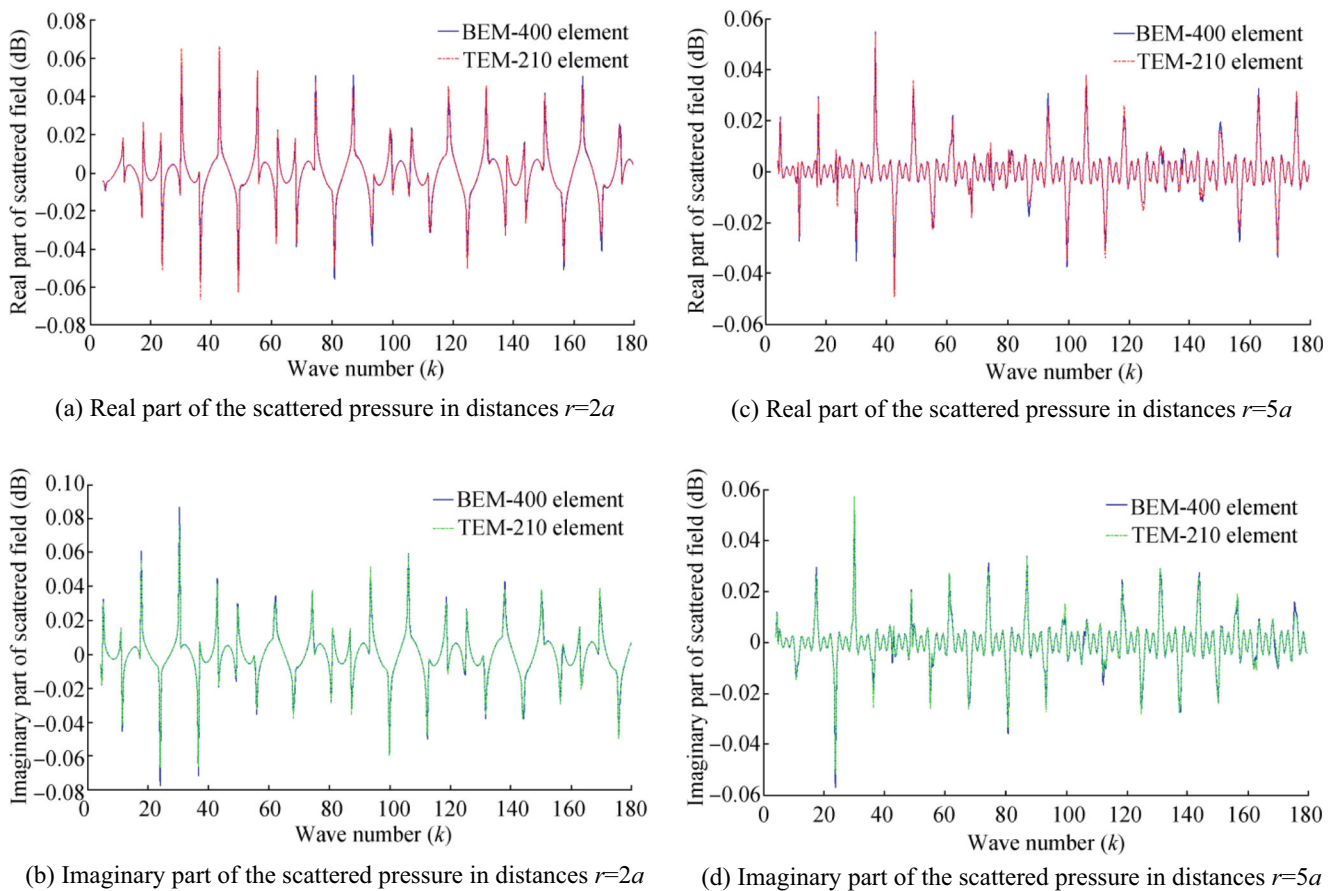 Real part of scattered field (dB)
0.08
0.06
0.04
0.02
0
−0.02
−0.04
−0.06
−0.08
BEM-400 element
TEM-210 element
0 20 40 60 80 100 120 140 160 180
Wave number (k)
(a) Real part of the scattered pressure in distances r=2a
Real part of scattered field (dB)
0.06
0.04
0.02
0
−0.02
−0.04
−0.06
BEM-400 element
TEM-210 element
0 20 40 60 80 100 120 140 160 180
Wave number (k)
(c) Real part of the scattered pressure in distances r=5a
Imaginary part of scattered field (dB)
0.10
0.08
0.06
0.04
0.02
0
−0.02
−0.04
−0.06
−0.08
BEM-400 element
TEM-210 element
0 20 40 60 80 100 120 140 160 180
Wave number (k)
(b) Imaginary part of the scattered pressure in distances r=2a
Imaginary part of scattered field (dB)
0.06
0.04
0.02
0
−0.02
−0.04
−0.06
BEM-400 element
TEM-210 element
0 20 40 60 80 100 120 140 160 180
Wave number (k)
(d) Imaginary part of the scattered pressure in distances r=5a